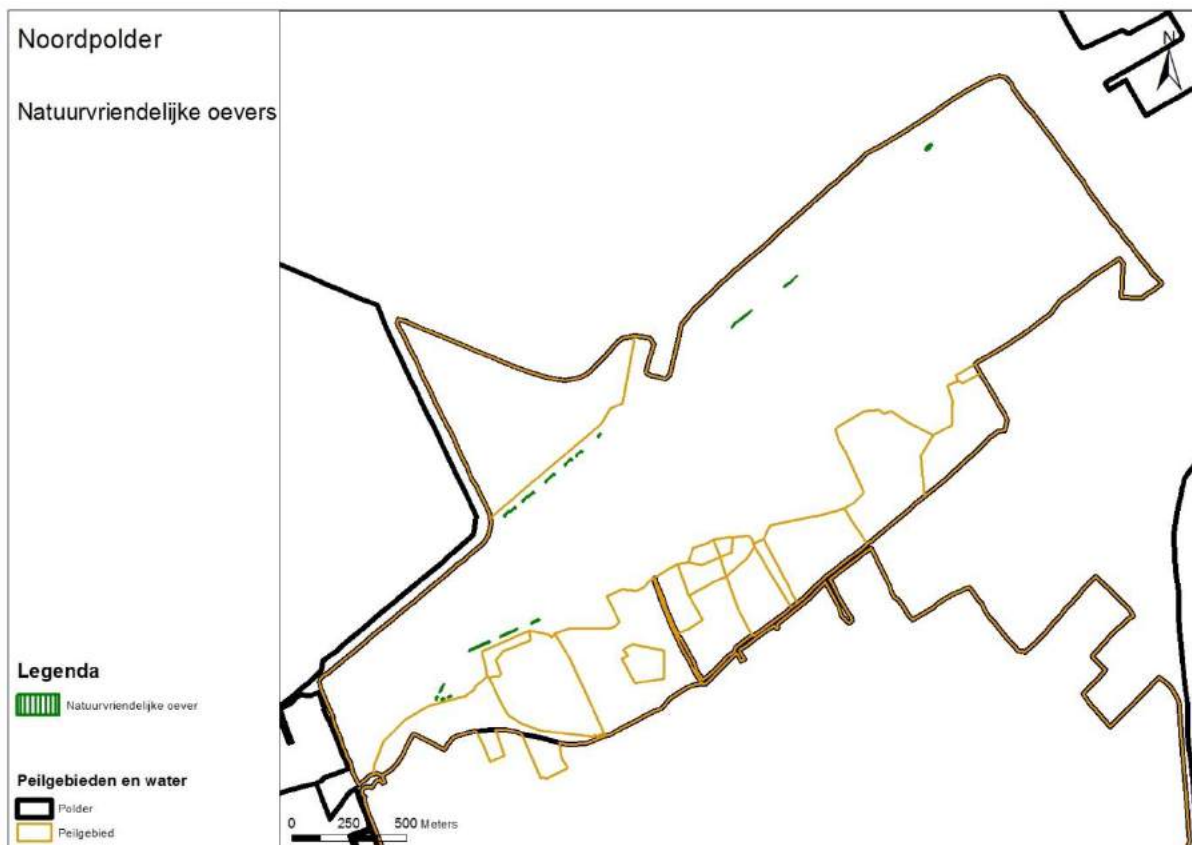 Noordpolder
Natuurvriendelijke oevers
N
Legenda
Natuurvriendelijke oever
Peilgebieden en water
Polder
Peilgebied
0 250 500 Meters